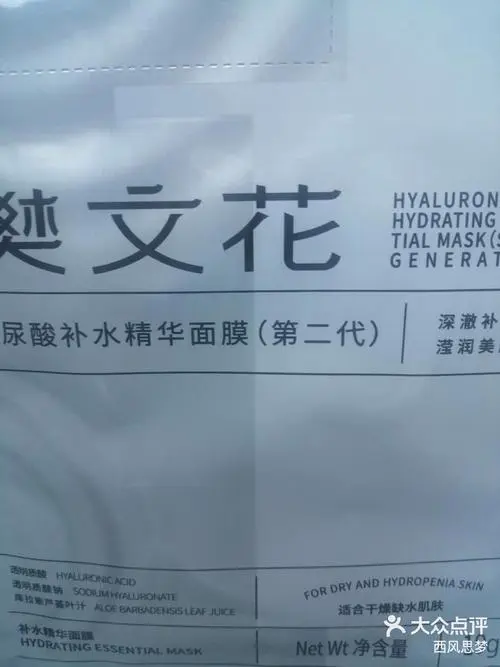 樊文花
HYALURON
HYDRATING
TIAL MASK(S
GENERAT
尿酸补水精华面膜(第二代)
深澈补
滢润美
透明质酸 HYALURONIC ACID
透明质酸钠 SODIUM HYALURONATE
库拉索芦荟叶汁 ALOE BARBADENSIS LEAF JUICE
FOR DRY AND HYDROPENIA SKIN
适合干燥缺水肌肤
补水精华面膜
HYDRATING ESSENTIAL MASK
Net Wt 净含量
大众点评
西风思梦